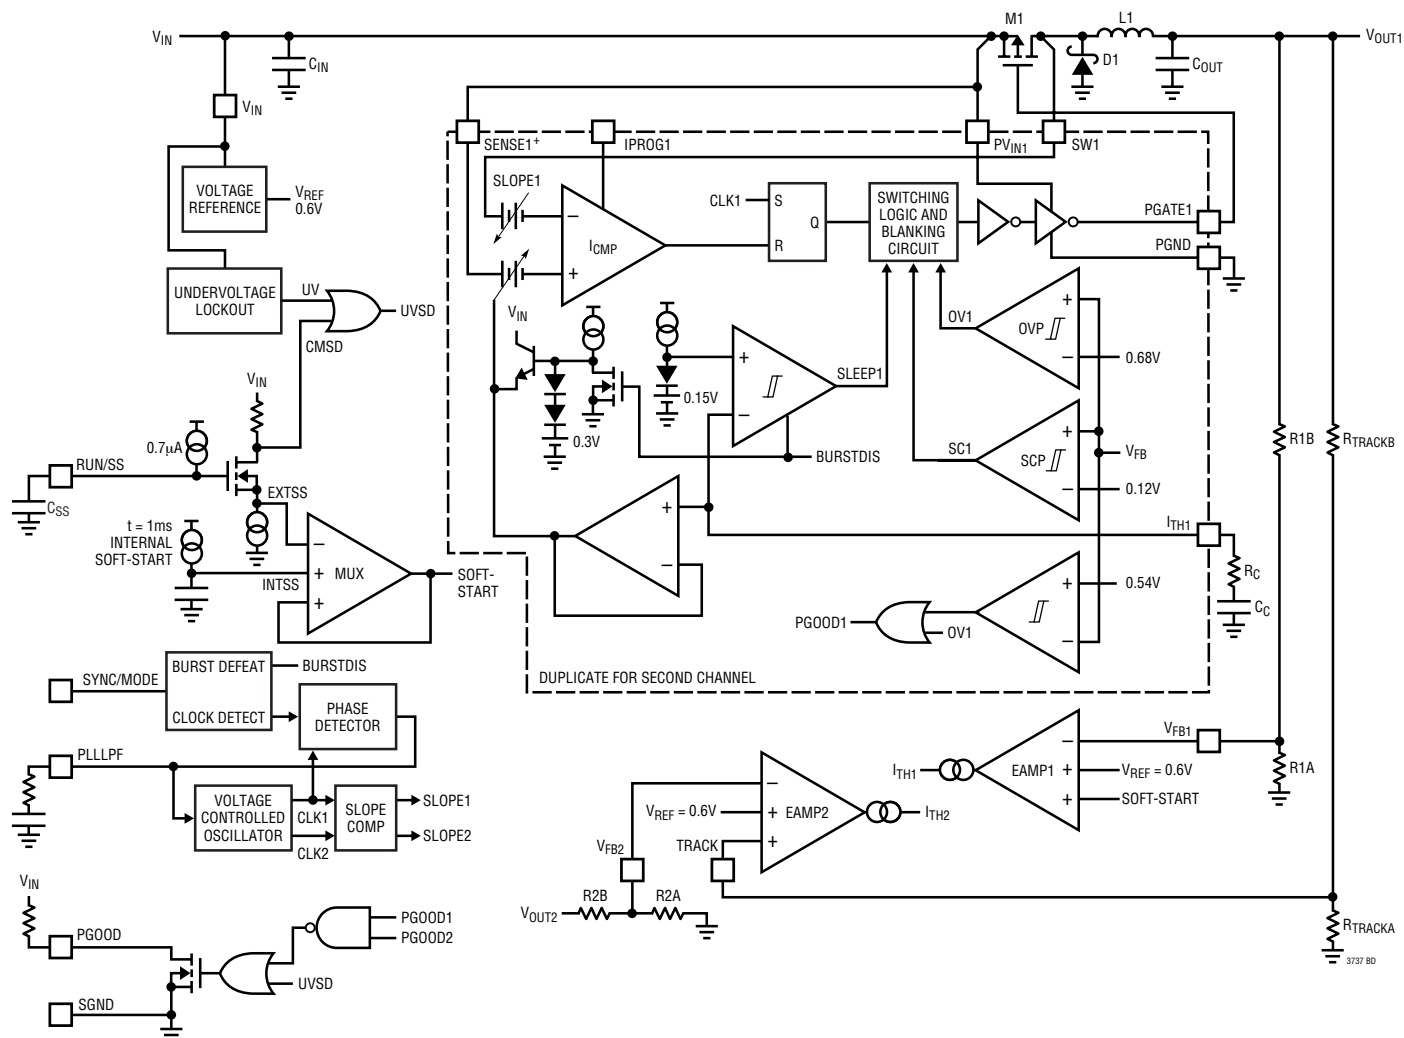 M1
L1
VIN
VOUT1
CIN
D1
COUT
VIN
SENSE1+
IPROG1
PVIN1
SW1
VOLTAGE
REFERENCE
VREF
0.6V
SLOPE1
–
ICMP
+
CLK1
S
Q
R
SWITCHING
LOGIC AND
BLANKING
CIRCUIT
PGATE1
PGND
UNDERVOLTAGE
LOCKOUT
UV
UVSD
CMSD
VIN
OV1
+
OVP
–
0.68V
+
–
SLEEP1
0.15V
0.3V
BURSTDIS
SC1
+
SCP
–
VFB
0.12V
R1B
RTRACKB
VIN
0.7µA
RUN/SS
CSS
EXTSS
t = 1ms
INTERNAL
SOFT-START
INTSS
–
+
+
MUX
SOFT-
START
+
–
ITH1
RC
CC
+
–
0.54V
PGOOD1
OV1
DUPLICATE FOR SECOND CHANNEL
SYNC/MODE
BURST DEFEAT
BURSTDIS
CLOCK DETECT
PHASE
DETECTOR
PLLLPF
VOLTAGE
CONTROLLED
OSCILLATOR
CLK1
CLK2
SLOPE
COMP
SLOPE1
SLOPE2
VFB1
–
+
+
EAMP1
ITH1
VREF = 0.6V
SOFT-START
R1A
–
+
+
EAMP2
VREF = 0.6V
ITH2
VFB2
TRACK
VOUT2
R2B
R2A
RTRACKA
3737 BD
VIN
PGOOD
PGOOD1
PGOOD2
UVSD
SGND